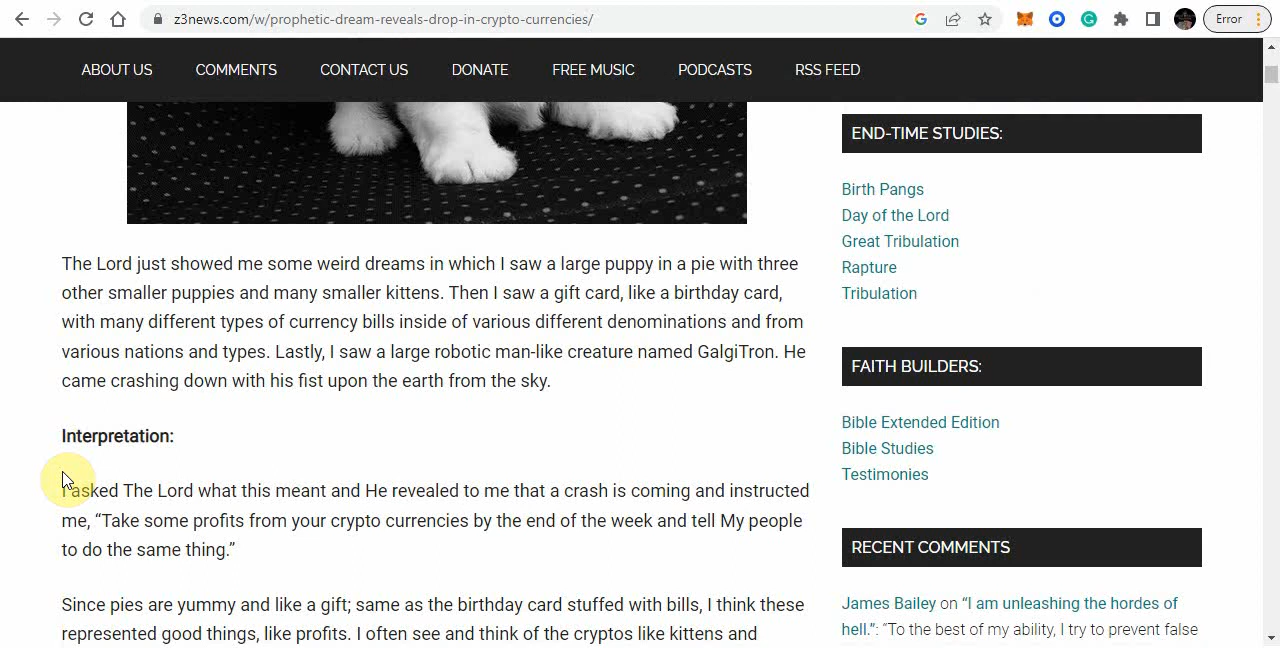 z3news.com/w/prophetic-dream-reveals-drop-in-crypto-currencies/
Error
ABOUT US
COMMENTS
CONTACT US
DONATE
FREE MUSIC
PODCASTS
RSS FEED
The Lord just showed me some weird dreams in which I saw a large puppy in a pie with three
other smaller puppies and many smaller kittens. Then I saw a gift card, like a birthday card,
with many different types of currency bills inside of various different denominations and from
various nations and types. Lastly, I saw a large robotic man-like creature named GalgiTron. He
came crashing down with his fist upon the earth from the sky.
Interpretation:
I asked The Lord what this meant and He revealed to me that a crash is coming and instructed
me, “Take some profits from your crypto currencies by the end of the week and tell My people
to do the same thing.”
Since pies are yummy and like a gift; same as the birthday card stuffed with bills, I think these
represented good things, like profits. I often see and think of the cryptos like kittens and
END-TIME STUDIES:
Birth Pangs
Day of the Lord
Great Tribulation
Rapture
Tribulation
FAITH BUILDERS:
Bible Extended Edition
Bible Studies
Testimonies
RECENT COMMENTS
James Bailey on “I am unleashing the hordes of
hell.”: “To the best of my ability, I try to prevent false